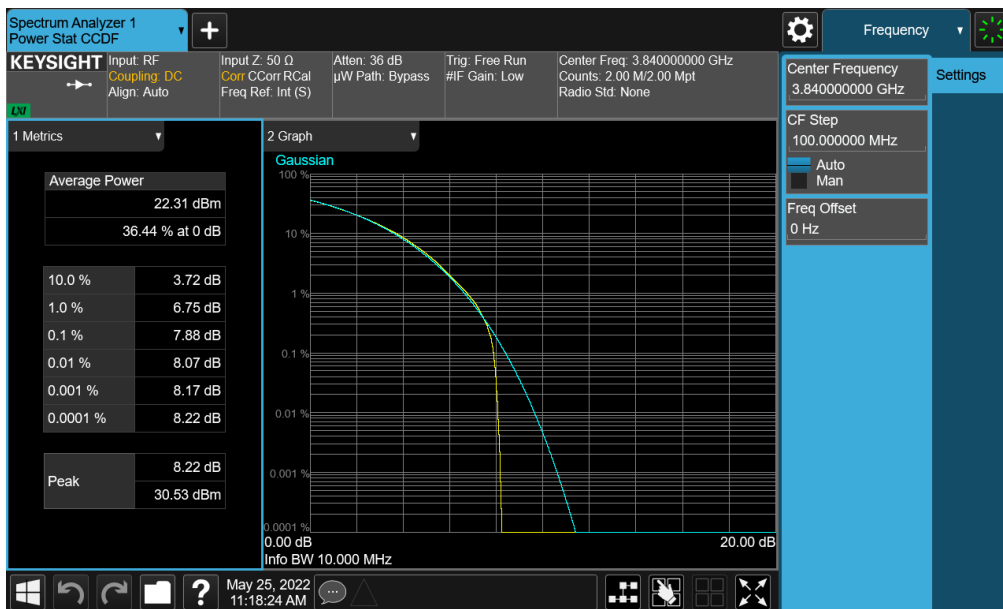 Spectrum Analyzer 1
Power Stat CCDF
+
Frequency
KEYSIGHT
Input: RF
Coupling: DC
Align: Auto
Input Z: 50 Ω
Corr CCorr RCal
Freq Ref: Int (S)
Atten: 36 dB
µW Path: Bypass
Trig: Free Run
#IF Gain: Low
Center Freq: 3.840000000 GHz
Counts: 2.00 M/2.00 Mpt
Radio Std: None
LXI
Center Frequency
3.840000000 GHz
Settings
CF Step
100.000000 MHz
Auto
Man
Freq Offset
0 Hz
1 Metrics
Average Power
22.31 dBm
36.44 % at 0 dB
10.0 % 3.72 dB
1.0 % 6.75 dB
0.1 % 7.88 dB
0.01 % 8.07 dB
0.001 % 8.17 dB
0.0001 % 8.22 dB
Peak
8.22 dB
30.53 dBm
2 Graph
Gaussian
100 %
10 %
1 %
0.1 %
0.01 %
0.001 %
0.0001 %
0.00 dB 20.00 dB
Info BW 10.000 MHz
?
May 25, 2022
11:18:24 AM